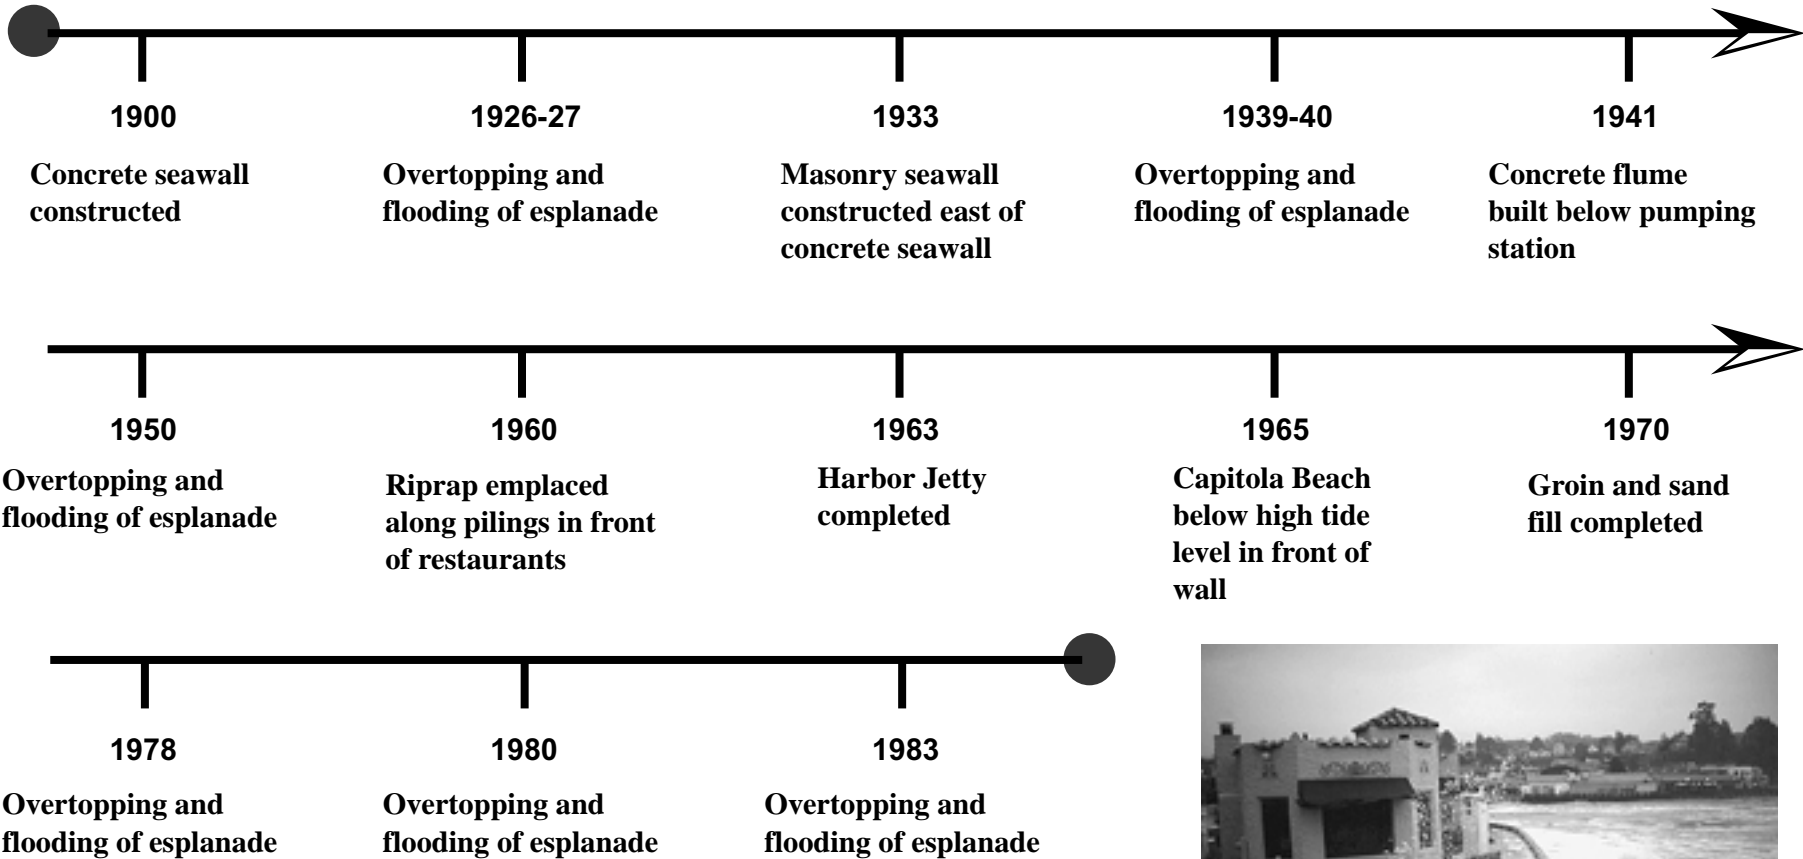 1900
Concrete seawall
constructed
1926-27
Overtopping and
flooding of esplanade
1933
Masonry seawall
constructed east of
concrete seawall
1939-40
Overtopping and
flooding of esplanade
1941
Concrete flume
built below pumping
station
1950
Overtopping and
flooding of esplanade
1960
Riprap emplaced
along pilings in front
of restaurants
1963
Harbor Jetty
completed
1965
Capitola Beach
below high tide
level in front of
wall
1970
Groin and sand
fill completed
1978
Overtopping and
flooding of esplanade
1980
Overtopping and
flooding of esplanade
1983
Overtopping and
flooding of esplanade